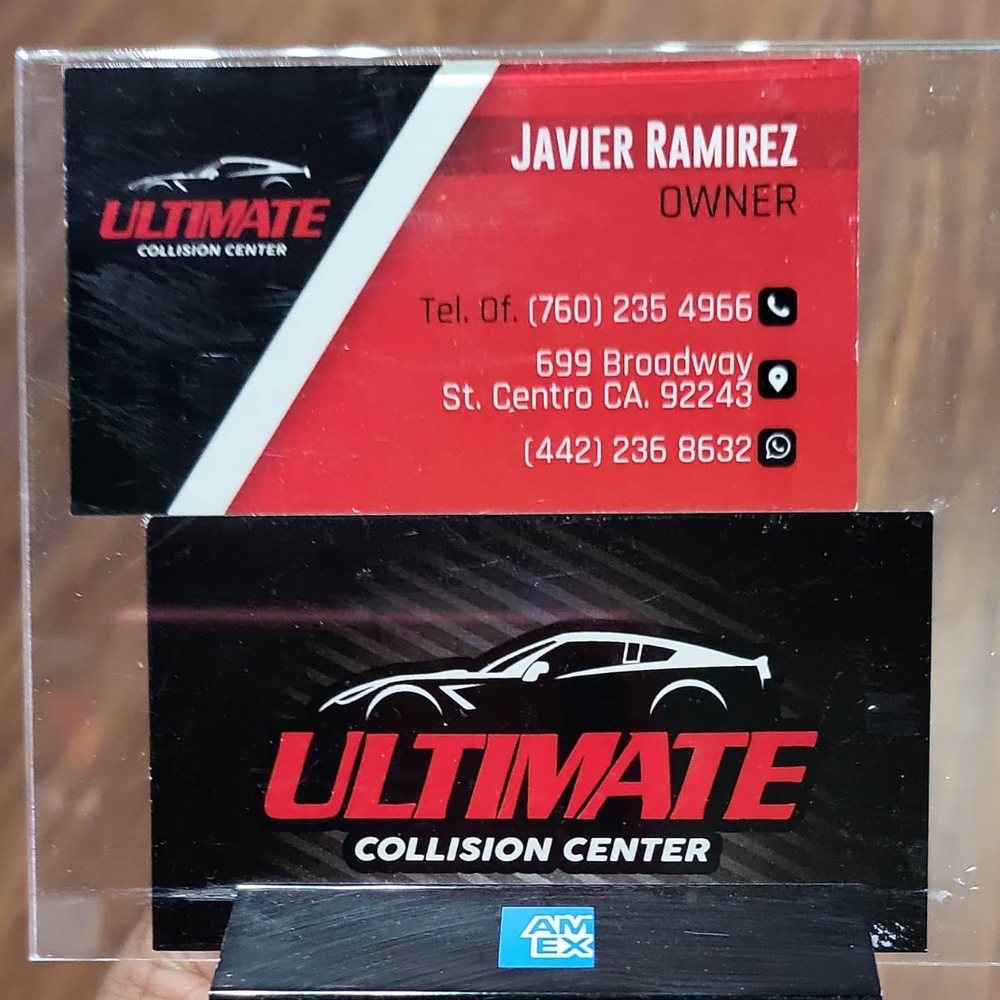 ULTIMATE
COLLISION CENTER
JAVIER RAMIREZ
OWNER
Tel. Of. (760) 235 4966
699 Broadway
St. Centro CA. 92243
(442) 236 8632
ULTIMATE
COLLISION CENTER
AM
EX